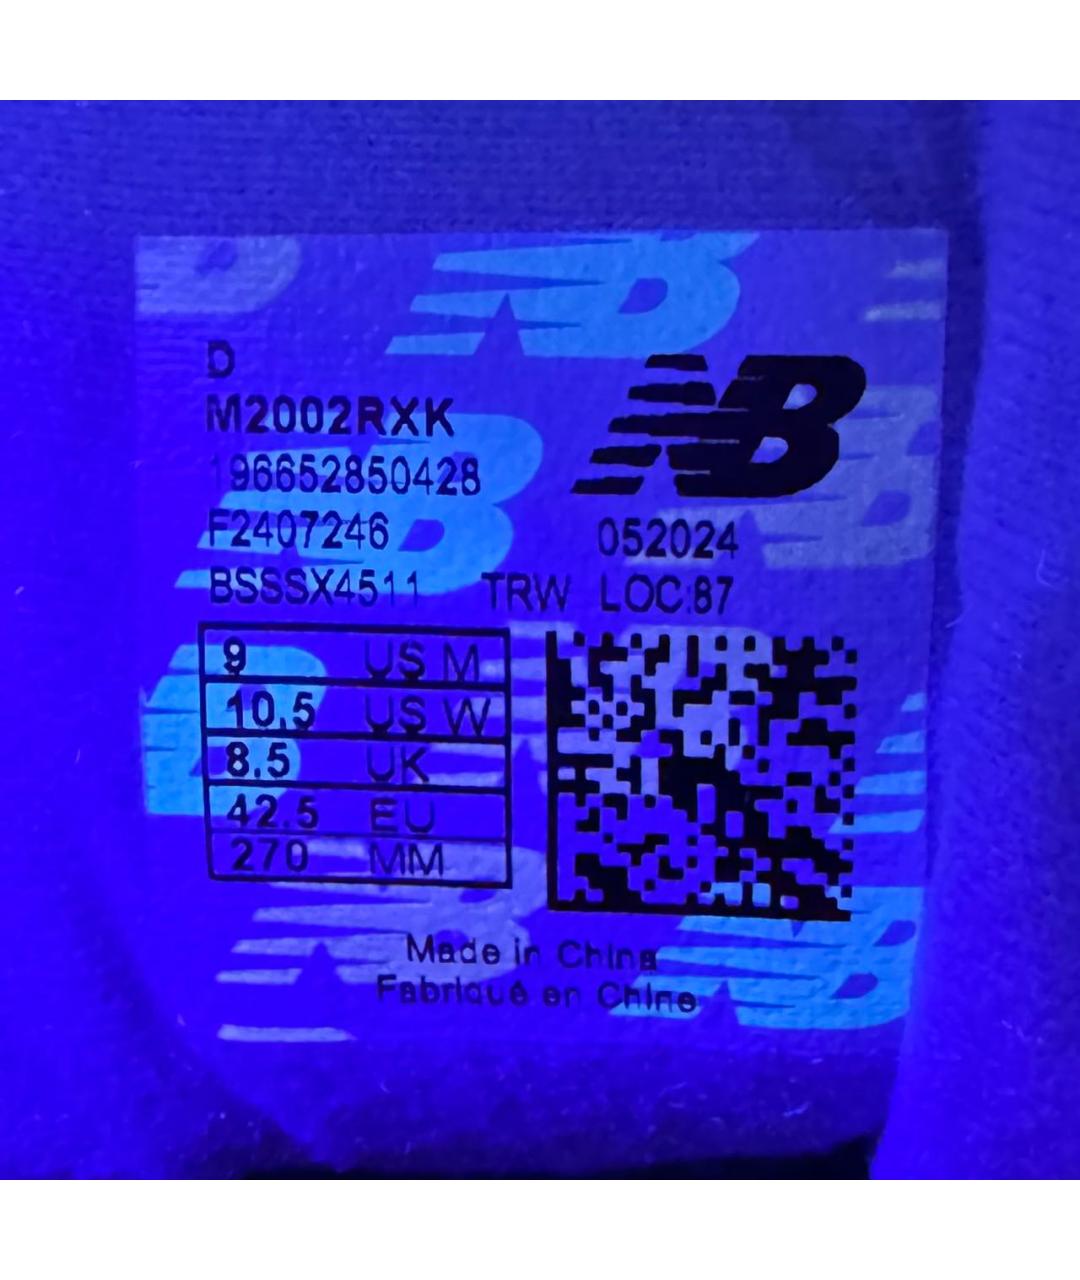 D
M2002RXK
196652850428
F2407246
052024
BSSSX4511 TRW LOC:87
9 US M
10.5 US W
8.5 UK
42.5 EU
270 MM
Made in China
Fabriqué en Chine
NB